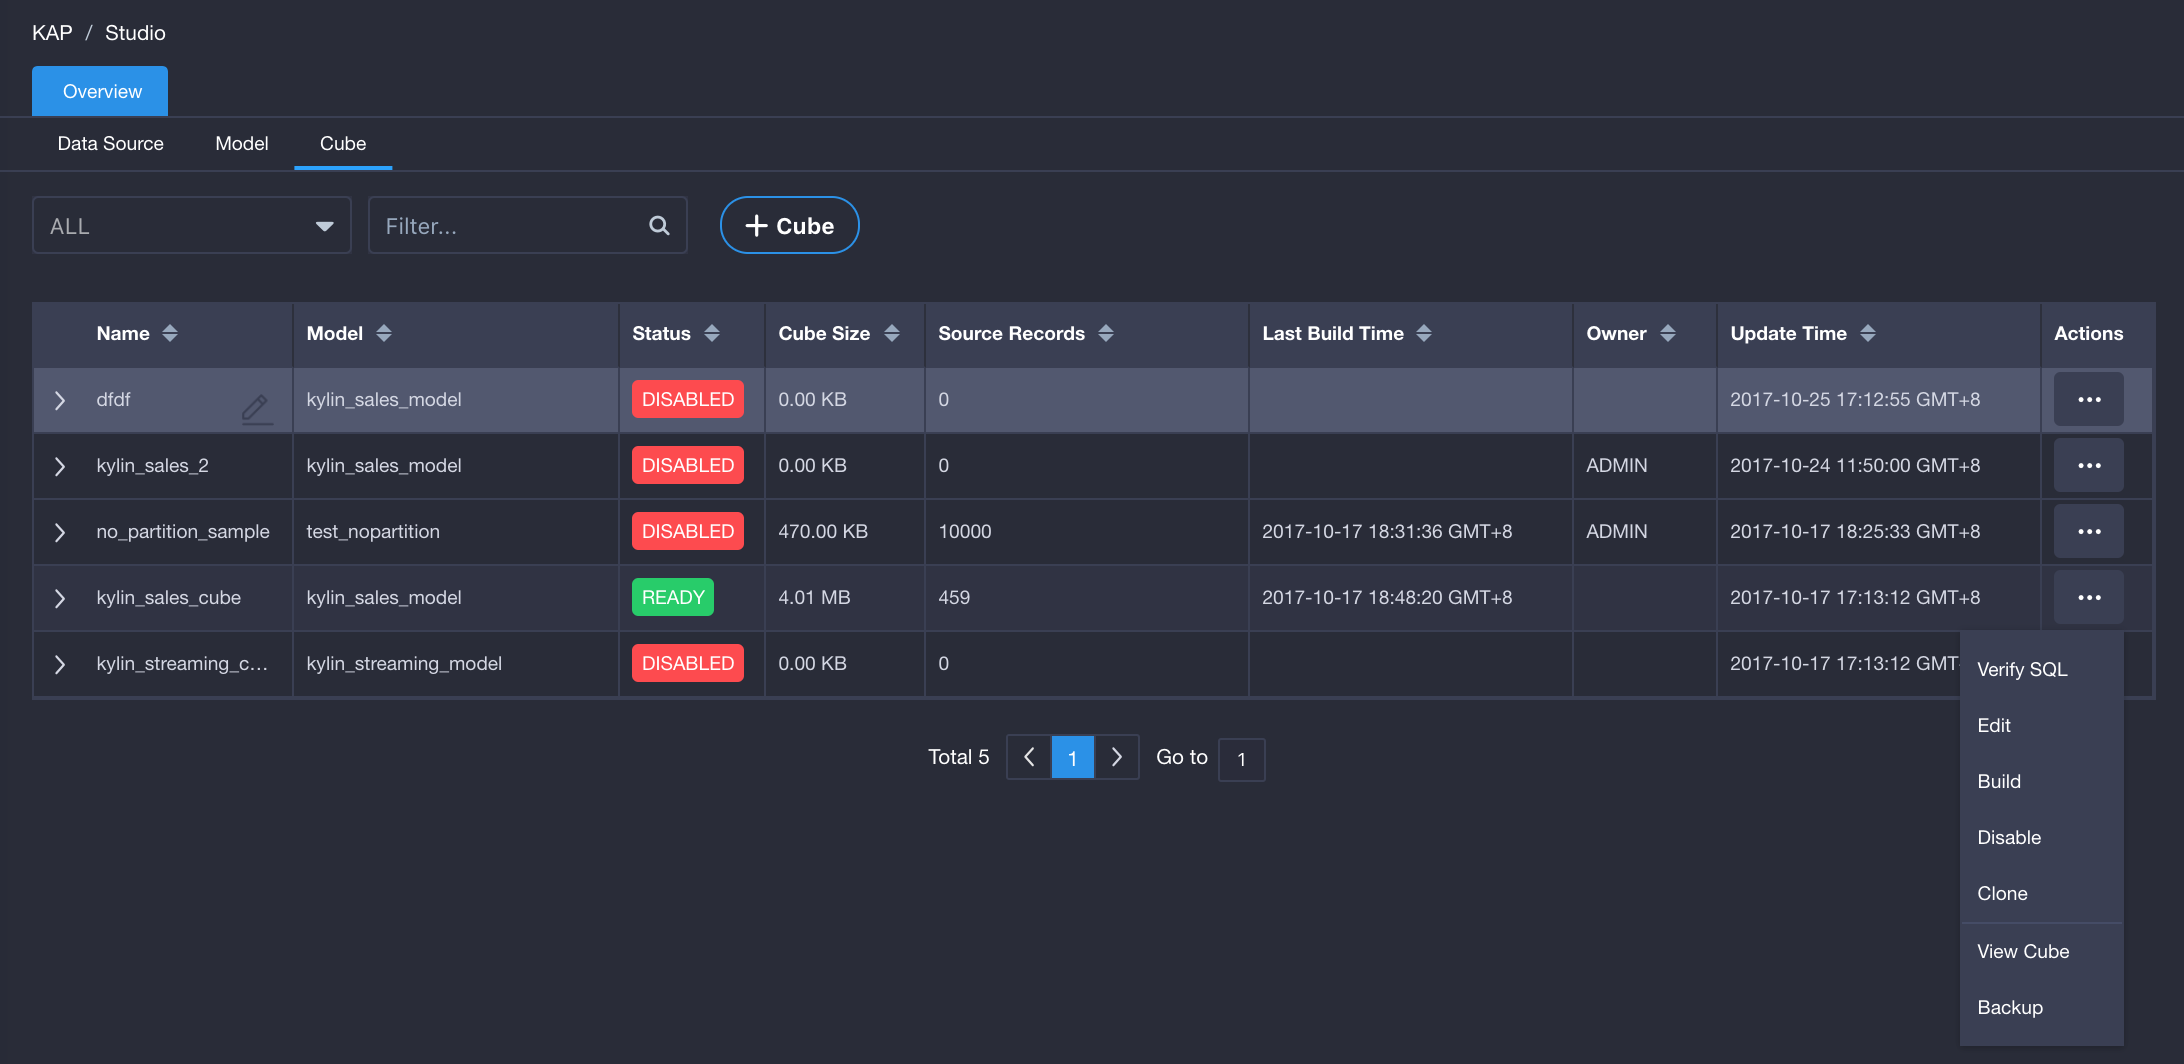 KAP / Studio
Overview
Data Source Model Cube
ALL Filter... + Cube
Name Model Status Cube Size Source Records Last Build Time Owner Update Time Actions
dfdf kylin_sales_model DISABLED 0.00 KB 0 2017-10-25 17:12:55 GMT+8
kylin_sales_2 kylin_sales_model DISABLED 0.00 KB 0 ADMIN 2017-10-24 11:50:00 GMT+8
no_partition_sample test_nopartition DISABLED 470.00 KB 10000 2017-10-17 18:31:36 GMT+8 ADMIN 2017-10-17 18:25:33 GMT+8
kylin_sales_cube kylin_sales_model READY 4.01 MB 459 2017-10-17 18:48:20 GMT+8 2017-10-17 17:13:12 GMT+8
kylin_streaming_c... kylin_streaming_model DISABLED 0.00 KB 0 2017-10-17 17:13:12 GMT
Verify SQL
Edit
Build
Disable
Clone
View Cube
Backup
Total 5 1 Go to 1